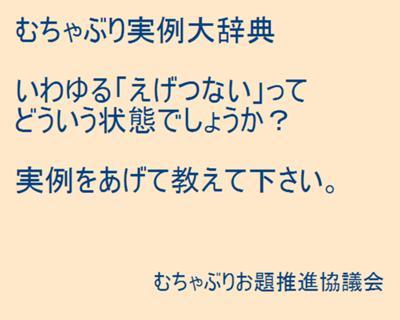 むちゃぶり実例大辞典
いわゆる「えげつない」って
どういう状態でしょうか？
実例をあげて教えて下さい。
むちゃぶりお題推進協議会